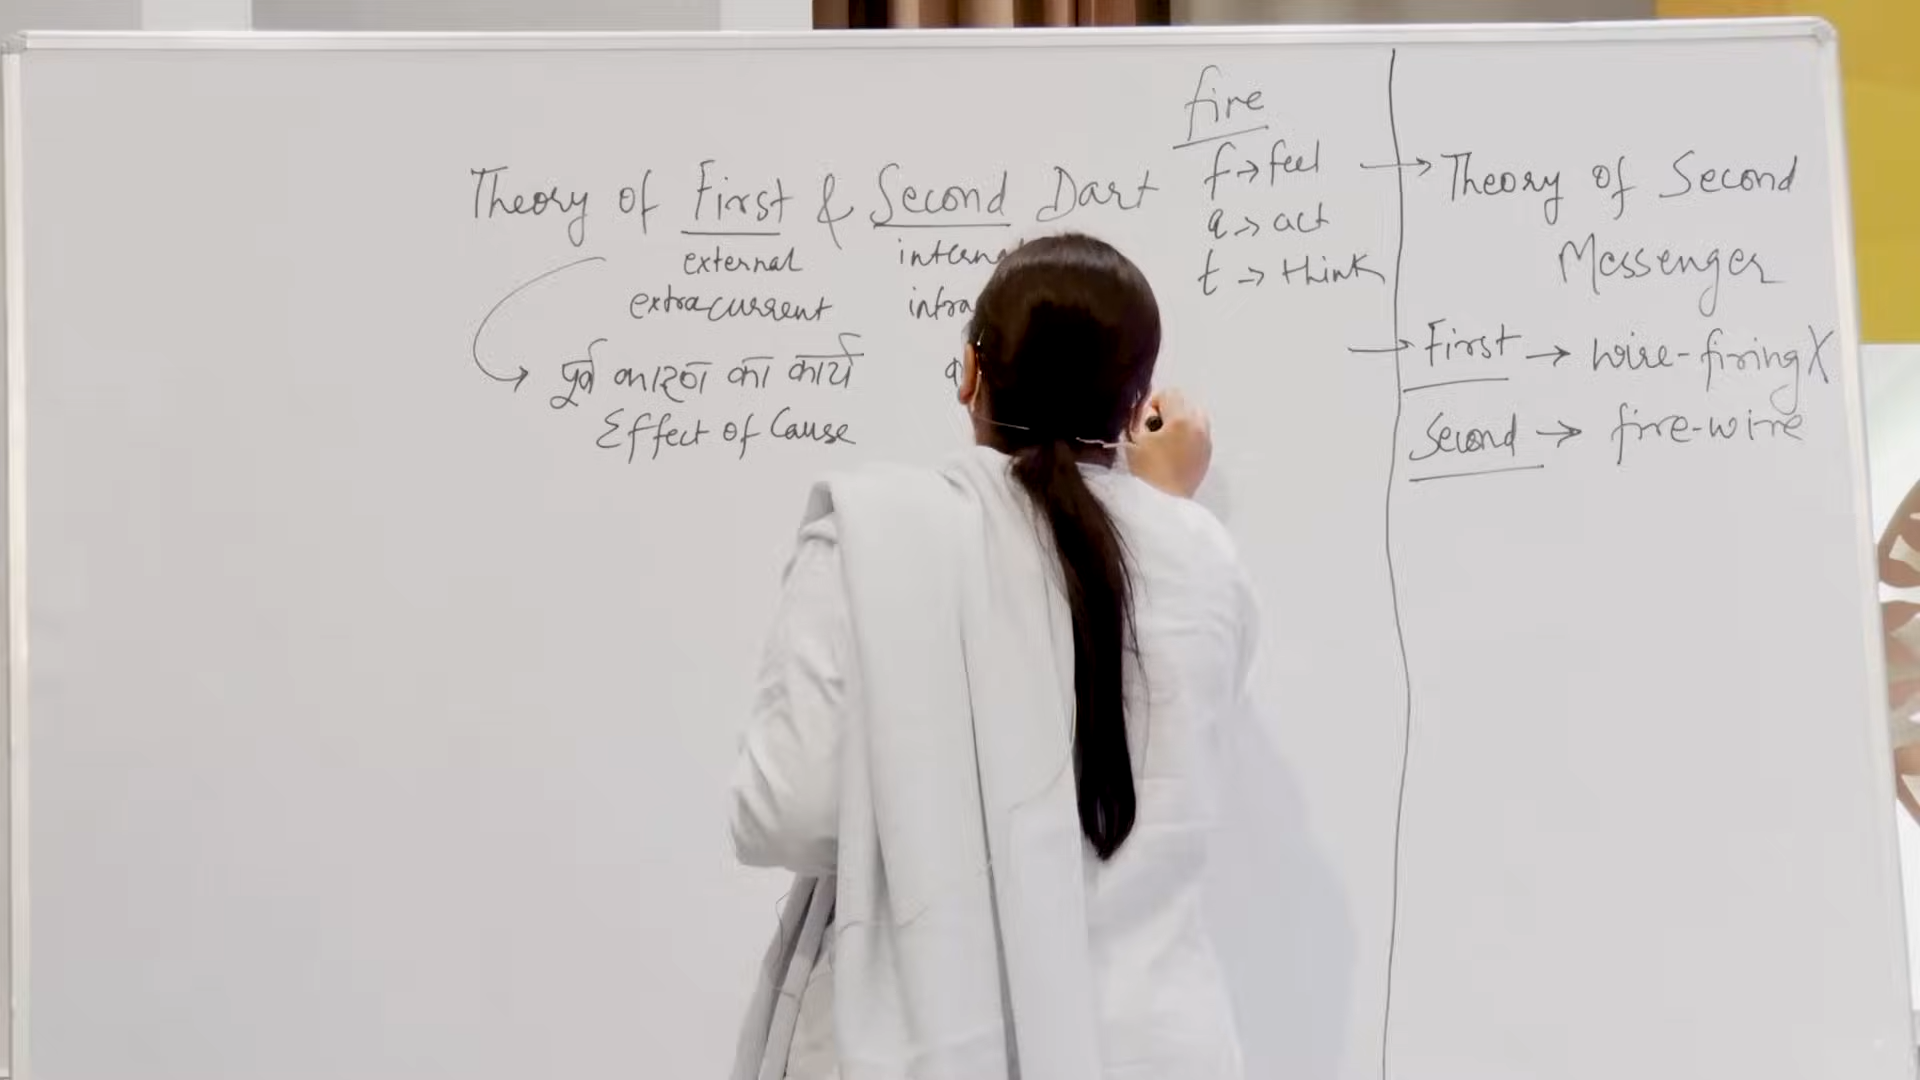 Theory of First & Second Dart
external
extracurrent
पूर्व कारण का कार्य
Effect of Cause
fire
f → feel
a → act
t → think
→ Theory of Second
Messenger
→ First → wire-firing X
Second → fire-wire